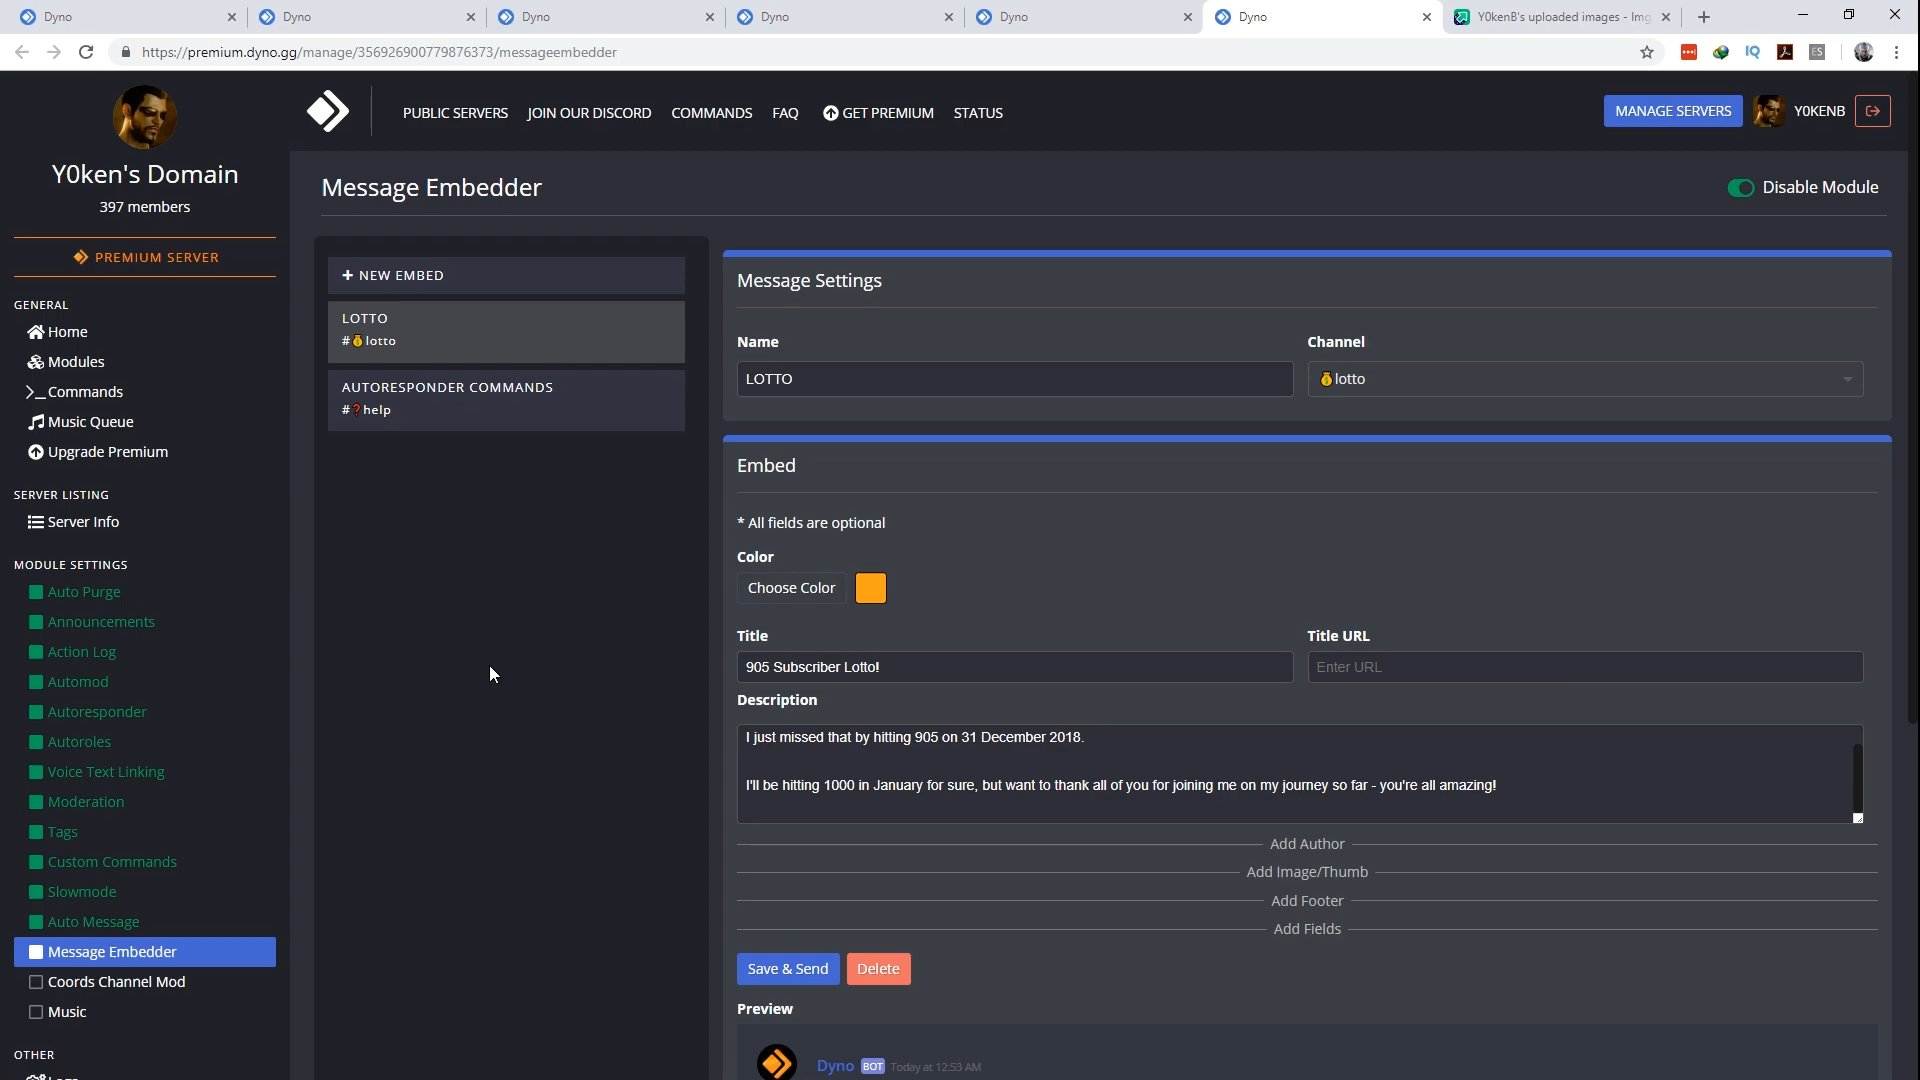 Dyno
Dyno
Dyno
Dyno
Dyno
Dyno
Y0kenB's uploaded images - Img
https://premium.dyno.gg/manage/356926900779876373/messageembedder
IQ
ES
Y0ken's Domain
397 members
PREMIUM SERVER
GENERAL
Home
Modules
Commands
Music Queue
Upgrade Premium
SERVER LISTING
Server Info
MODULE SETTINGS
Auto Purge
Announcements
Action Log
Automod
Autoresponder
Autoroles
Voice Text Linking
Moderation
Tags
Custom Commands
Slowmode
Auto Message
Message Embedder
Coords Channel Mod
Music
OTHER
PUBLIC SERVERS
JOIN OUR DISCORD
COMMANDS
FAQ
GET PREMIUM
STATUS
MANAGE SERVERS
Y0KENB
Message Embedder
Disable Module
+ NEW EMBED
LOTTO
#💰lotto
AUTORESPONDER COMMANDS
#❓help
Message Settings
Name
Channel
LOTTO
💰lotto
Embed
* All fields are optional
Color
Choose Color
Title
Title URL
905 Subscriber Lotto!
Enter URL
Description
I just missed that by hitting 905 on 31 December 2018.
I'll be hitting 1000 in January for sure, but want to thank all of you for joining me on my journey so far - you're all amazing!
Add Author
Add Image/Thumb
Add Footer
Add Fields
Save & Send
Delete
Preview
Dyno BOT Today at 12:53 AM